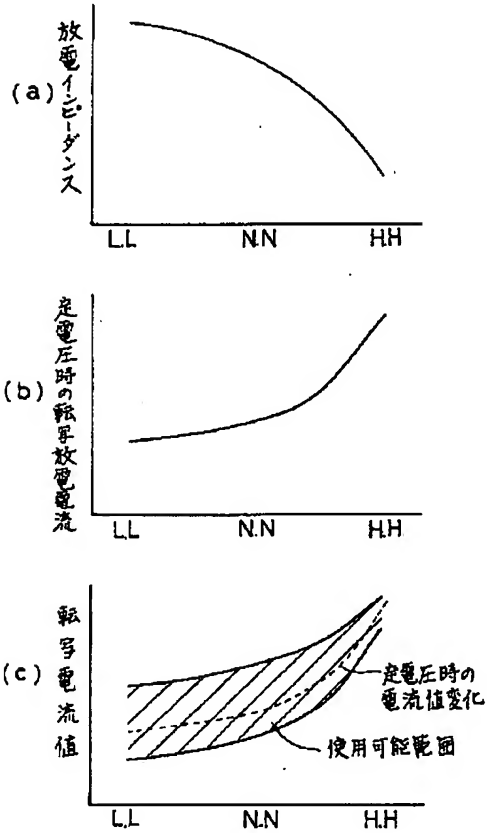 (a)
放電インピーダンス
L.L N.N H.H
(b)
定電圧時の転写放電電流
L.L N.N H.H
(c)
転写電流値
定電圧時の
電流値変化
使用可能範囲
L.L N.N H.H